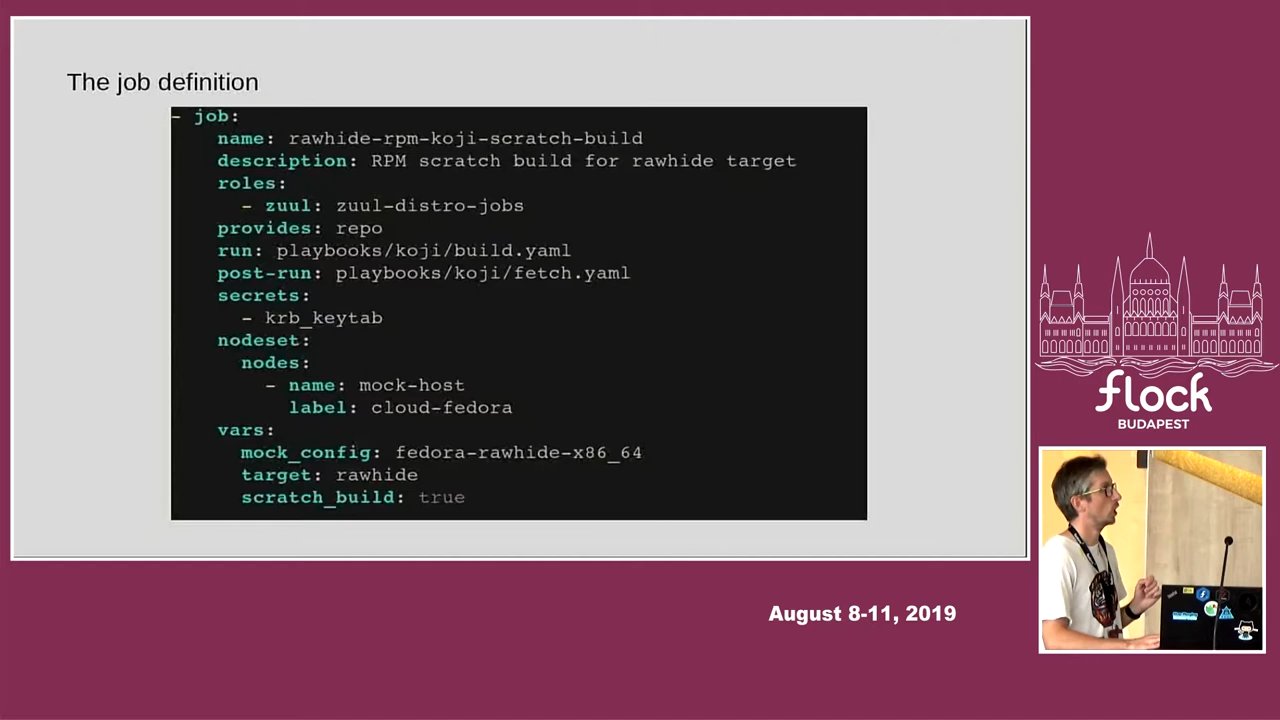 The job definition
- job:
name: rawhide-rpm-koji-scratch-build
description: RPM scratch build for rawhide target
roles:
- zuul: zuul-distro-jobs
provides: repo
run: playbooks/koji/build.yaml
post-run: playbooks/koji/fetch.yaml
secrets:
- krb_keytab
nodeset:
nodes:
- name: mock-host
label: cloud-fedora
vars:
mock_config: fedora-rawhide-x86_64
target: rawhide
scratch_build: true
flock
BUDAPEST
August 8-11, 2019